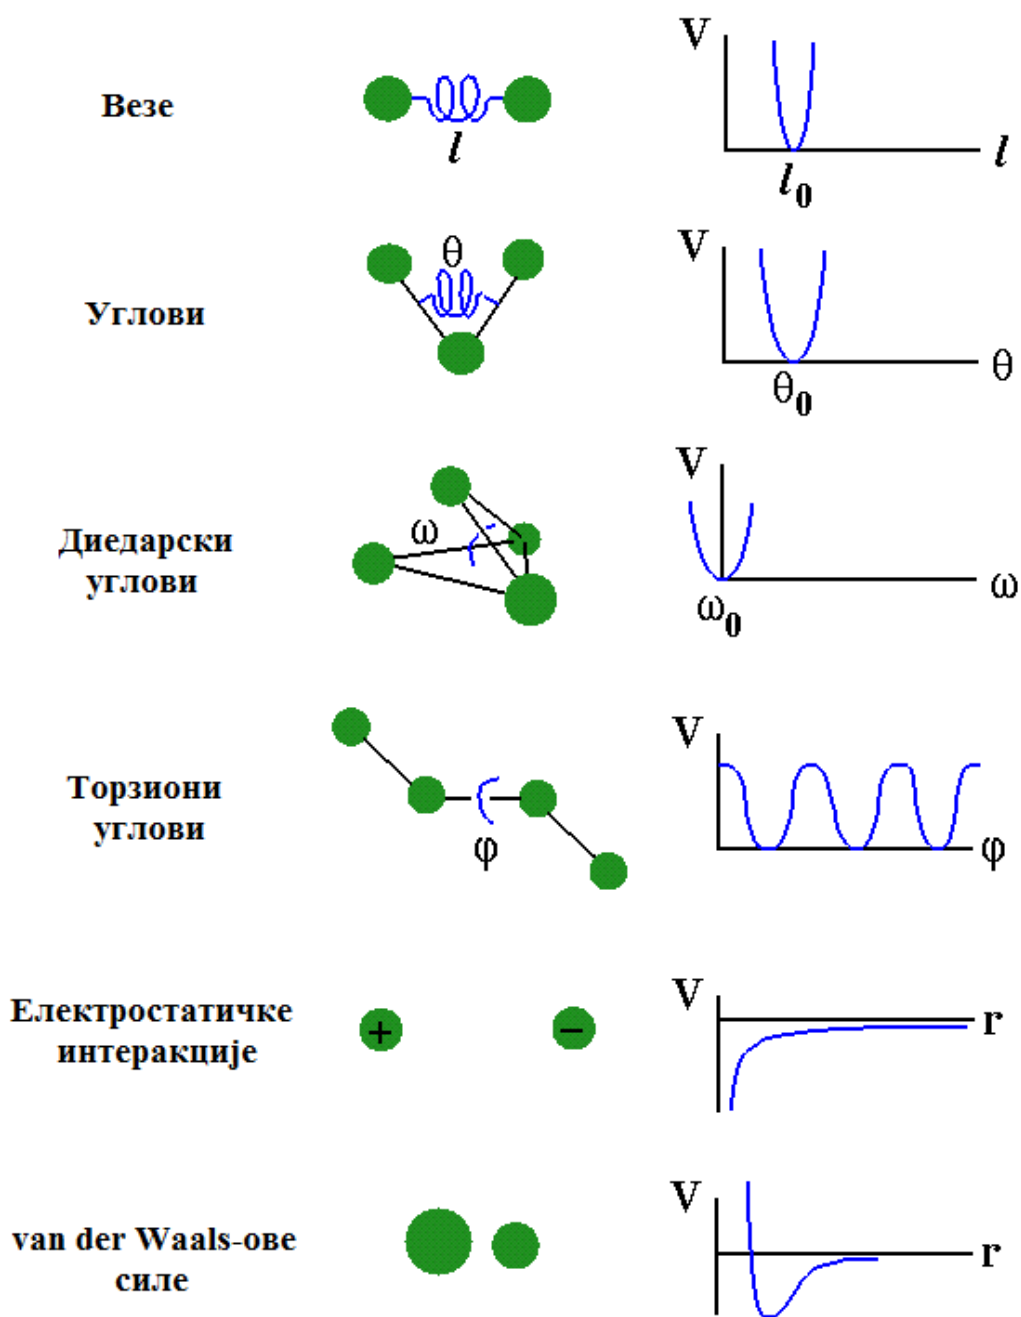 Везе
l
V
l
l₀
Углови
θ
V
θ
θ₀
Диедарски
углови
ω
V
ω
ω₀
Торзиони
углови
φ
V
φ
Електростатичке
интеракције
+
−
V
r
van der Waals-ове
силе
V
r